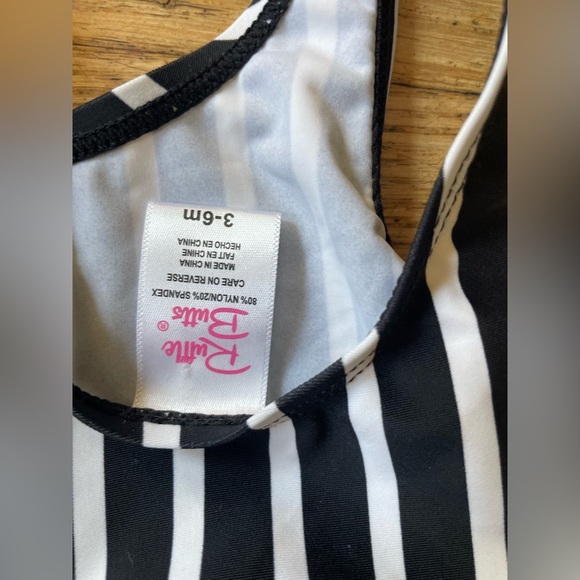 Ruffle
Butts®
80% NYLON/20% SPANDEX
CARE ON REVERSE
MADE IN CHINA
FAIT EN CHINE
HECHO EN CHINA
3-6m